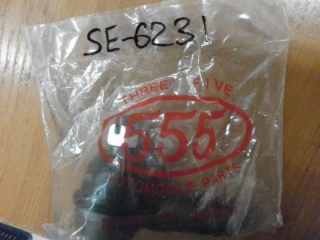 SE-6231
THREE FIVE
555
AUTOMOBILE PARTS